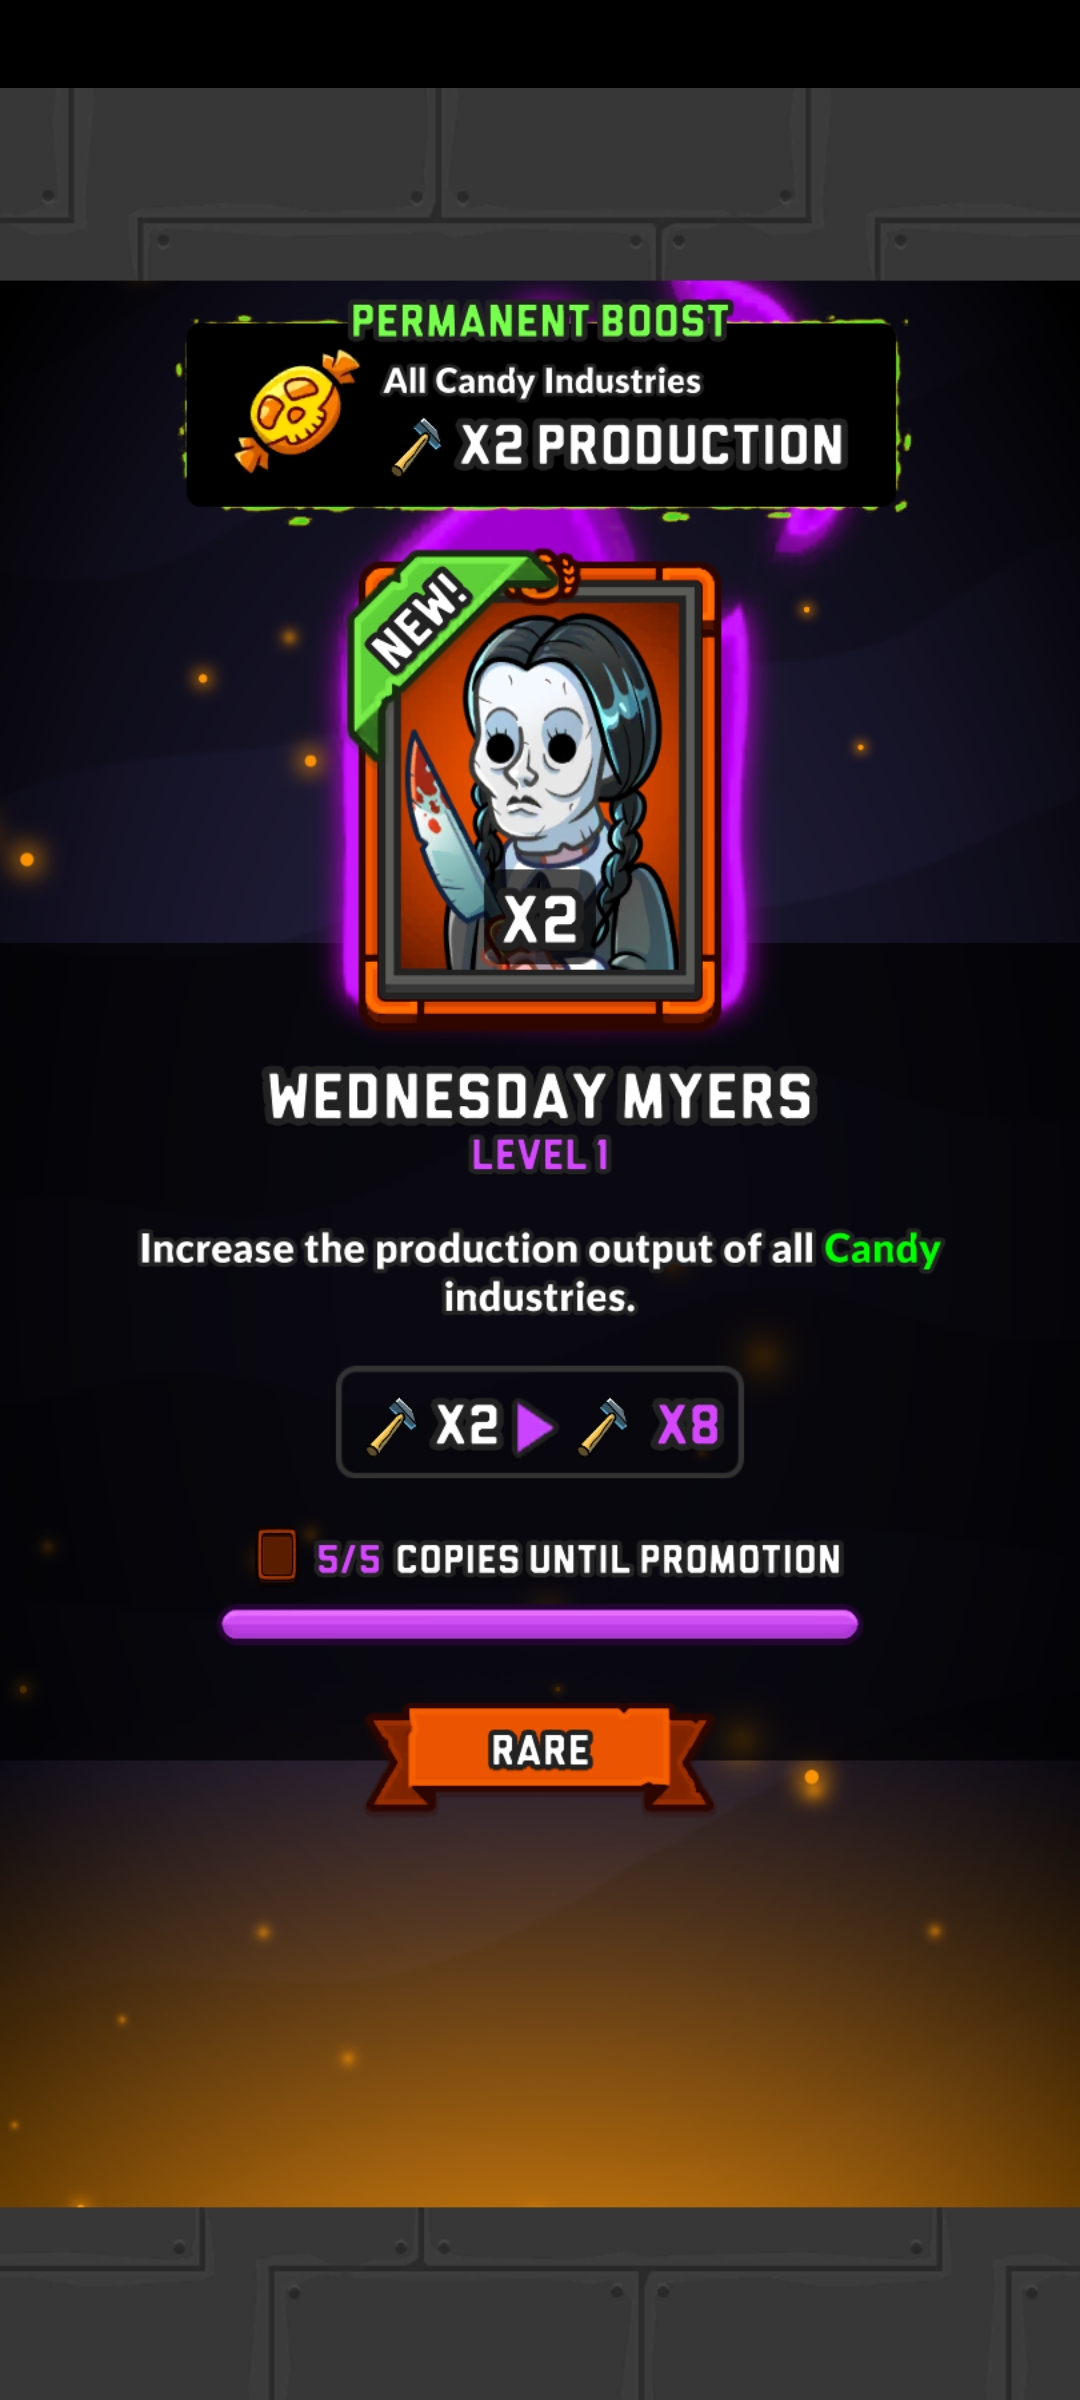 PERMANENT BOOST
All Candy Industries
X2 PRODUCTION
NEW!
X2
WEDNESDAY MYERS
LEVEL 1
Increase the production output of all Candy
industries.
X2 X8
5/5 COPIES UNTIL PROMOTION
RARE